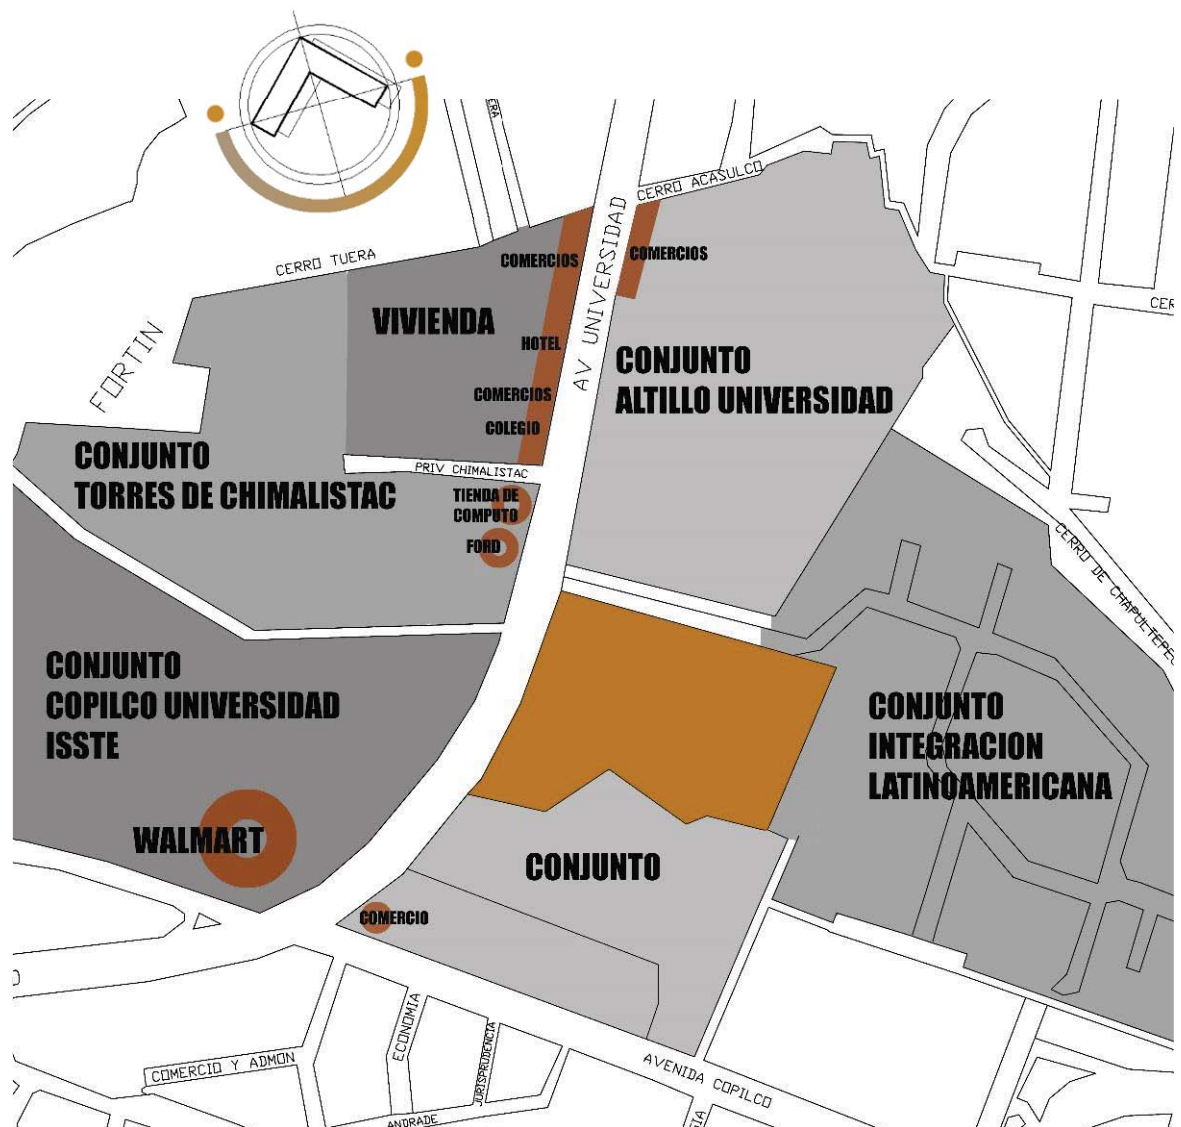 CERRO ACASULCO
CERRO TUERA
COMERCIOS
AV UNIVERSIDAD
COMERCIOS
VIVIENDA
HOTEL
FORTIN
CONJUNTO
ALTILLO UNIVERSIDAD
COMERCIOS
COLEGIO
CONJUNTO
TORRES DE CHIMALISTAC
PRIV CHIMALISTAC
TIENDA DE
COMPUTO
FORD
CERRO DE CHAPULTEPEC
CONJUNTO
COPILCO UNIVERSIDAD
ISSTE
CONJUNTO
INTEGRACION
LATINOAMERICANA
WALMART
CONJUNTO
COMERCIO
ECONOMIA
JURISPRUDENCIA
COMERCIO Y ADMON
AVENIDA COPILCO
ANDRADE